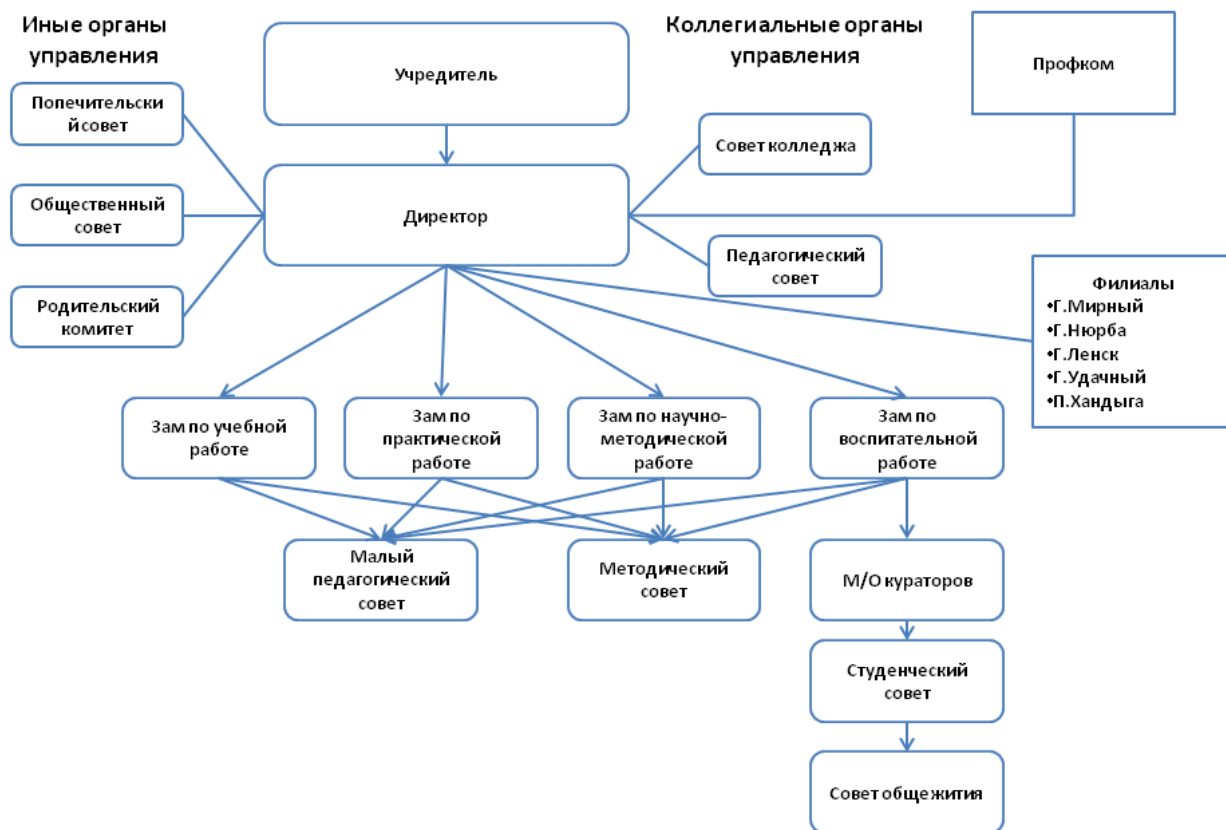 Иные органы
управления
Учредитель
Коллегиальные органы
управления
Профком
Попечительски
й совет
Совет колледжа
Общественный
совет
Директор
Педагогический
совет
Родительский
комитет
Филиалы
•Г.Мирный
•Г.Нюрба
•Г.Ленск
•Г.Удачный
•П.Хандыга
Зам по учебной
работе
Зам по
практической
работе
Зам по научно-
методической
работе
Зам по
воспитательной
работе
Малый
педагогический
совет
Методический
совет
М/О кураторов
Студенческий
совет
Совет общежития